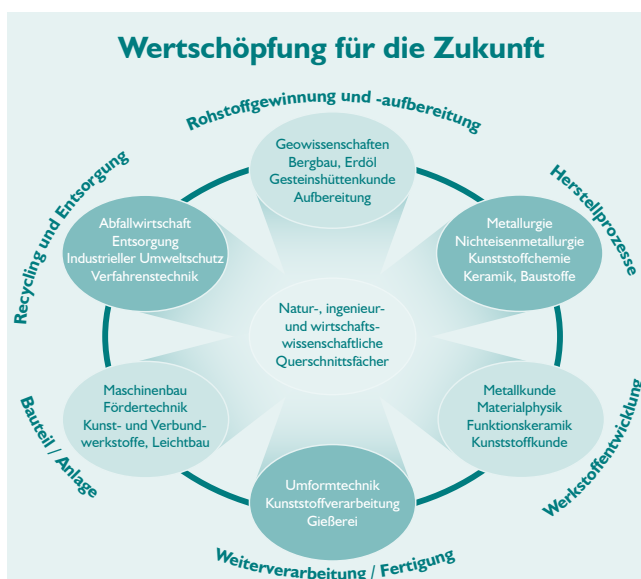 Wertschöpfung für die Zukunft
Rohstoffgewinnung und -aufbereitung
Geowissenschaften
Bergbau, Erdöl
Gesteinshüttenkunde
Aufbereitung
Herstellprozesse
Metallurgie
Nichteisenmetallurgie
Kunststoffchemie
Keramik, Baustoffe
Werkstoffentwicklung
Metallkunde
Materialphysik
Funktionskeramik
Kunststoffkunde
Weiterverarbeitung / Fertigung
Umformtechnik
Kunststoffverarbeitung
Gießerei
Bauteil / Anlage
Maschinenbau
Fördertechnik
Kunst- und Verbund-
werkstoffe, Leichtbau
Recycling und Entsorgung
Abfallwirtschaft
Entsorgung
Industrieller Umweltschutz
Verfahrenstechnik
Natur-, ingenieur-
und wirtschafts-
wissenschaftliche
Querschnittsfächer